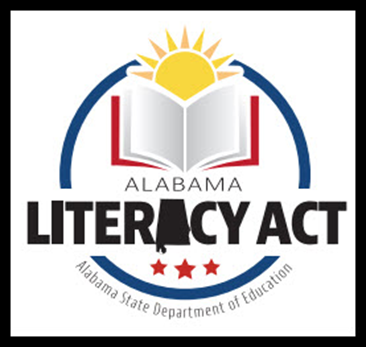 ALABAMA
LITERACY ACT
Alabama State Department of Education